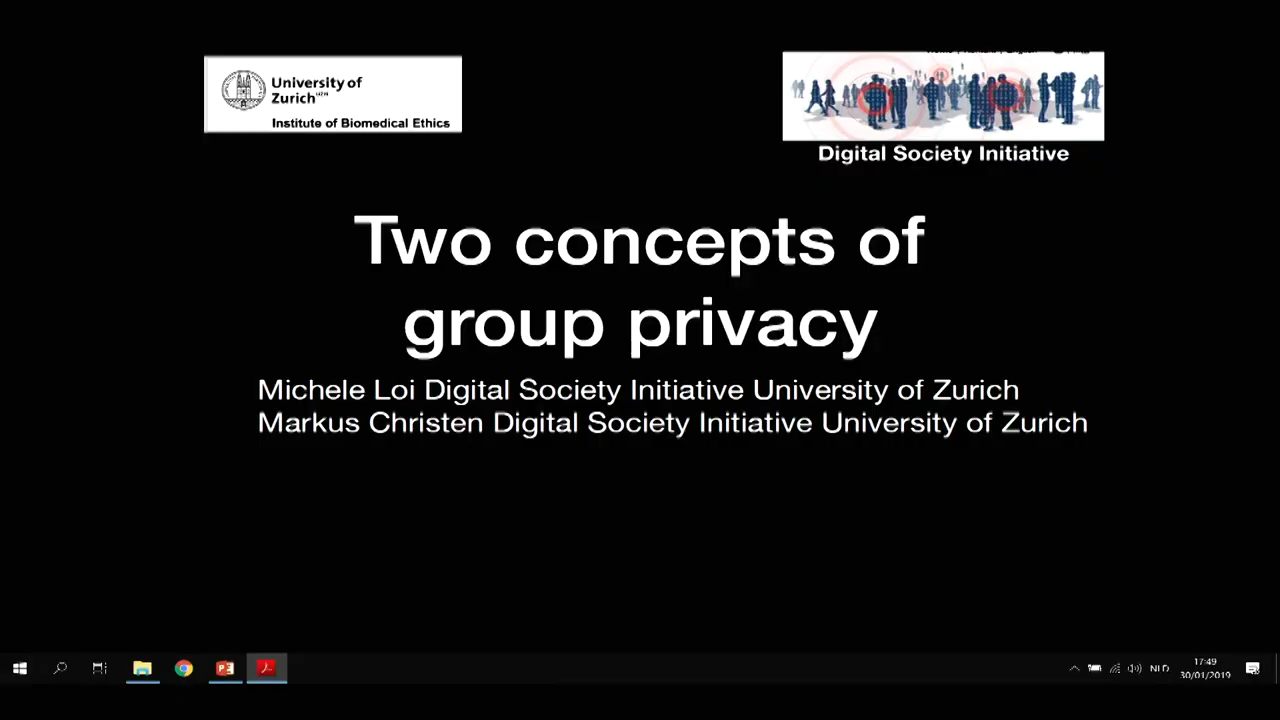 University of
Zurich
Institute of Biomedical Ethics
Digital Society Initiative
Two concepts of
group privacy
Michele Loi Digital Society Initiative University of Zurich
Markus Christen Digital Society Initiative University of Zurich
NLD
17:49
30/01/2019